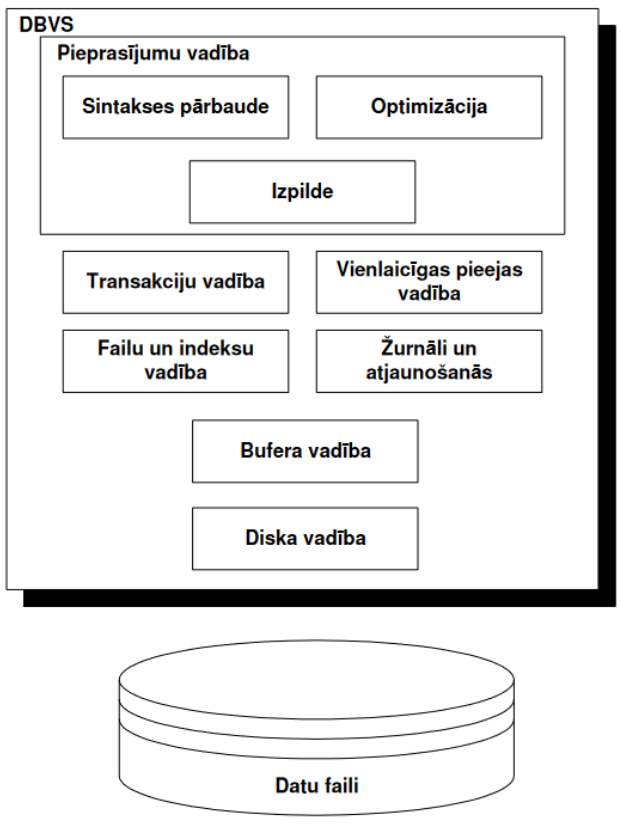 DBVS
Pieprasījumu vadība
Sintakses pārbaude
Optimizācija
Izpilde
Transakciju vadība
Vienlaicīgas pieejas
vadība
Failu un indeksu
vadība
Žurnāli un
atjaunošanās
Bufera vadība
Diska vadība
Datu faili